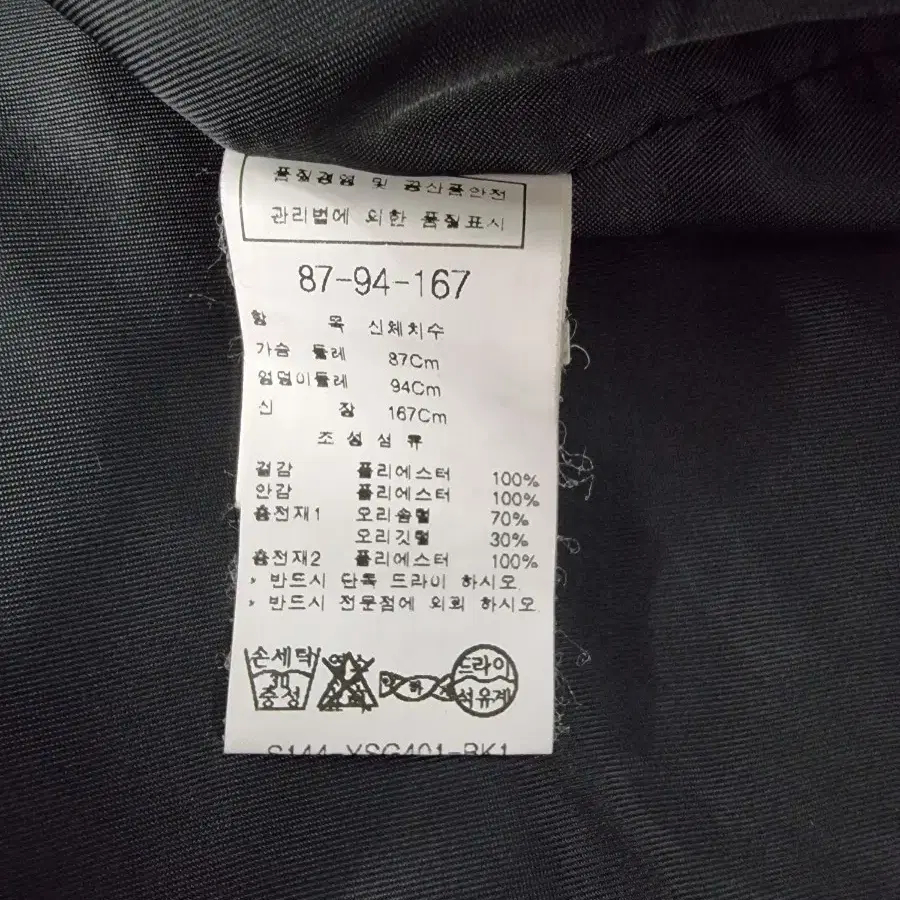 품질경영 및 공산품안전
관리법에 의한 품질표시
87-94-167
항 목 신체치수
가슴 둘레 87Cm
엉덩이둘레 94Cm
신 장 167Cm
조 성 섬 유
겉감 폴리에스터 100%
안감 폴리에스터 100%
충전재1 오리솜털 70%
오리깃털 30%
충전재2 폴리에스터 100%
* 반드시 단독 드라이 하시오.
* 반드시 전문점에 의뢰 하시오.
손세탁 드라이
30
중성 석유계
S144-YSG401-BK1